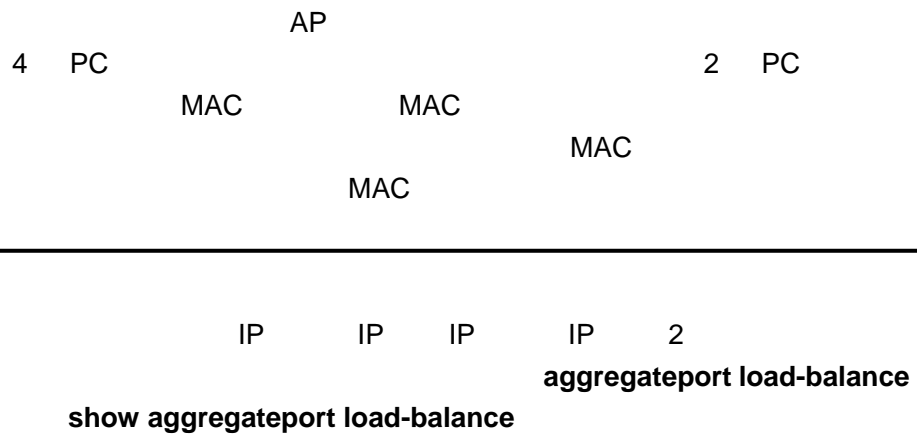 AP
4 PC 2 PC
MAC MAC
MAC
MAC
IP IP IP IP 2
aggregateport load-balance
show aggregateport load-balance